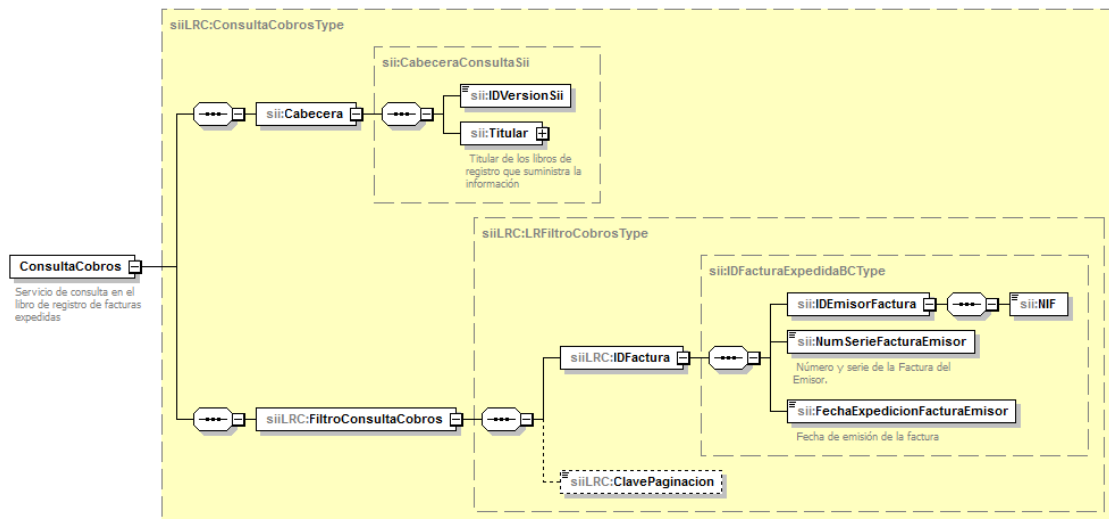 siiLRC:ConsultaCobrosType
sii:CabeceraConsultaSii
sii:IDVersionSii
sii:Cabecera
sii:Titular
Titular de los libros de
registro que suministra la
información
siiLRC:LRFiltroCobrosType
ConsultaCobros
Servicio de consulta en el
libro de registro de facturas
expedidas
sii:IDFacturaExpedidaBCType
sii:IDEmisorFactura
sii:NIF
sii:NumSerieFacturaEmisor
Número y serie de la Factura del
Emisor.
siiLRC:IDFactura
sii:FechaExpedicionFacturaEmisor
Fecha de emisión de la factura
siiLRC:FiltroConsultaCobros
siiLRC:ClavePaginacion